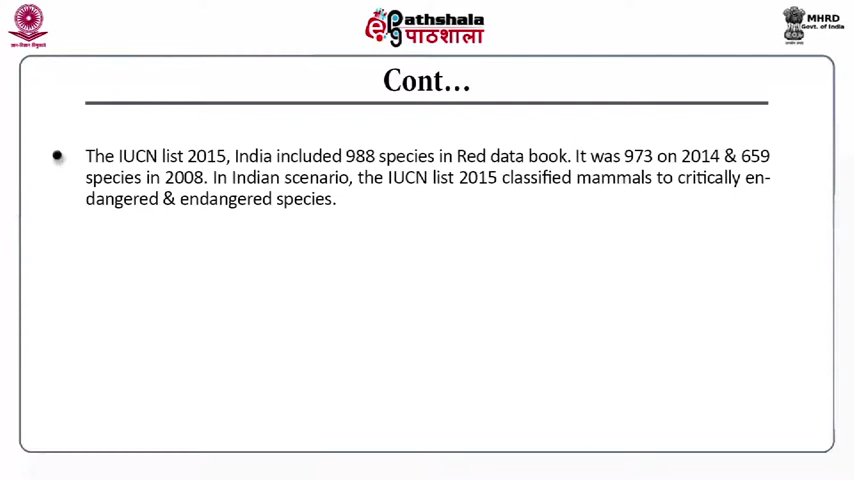 Pathshala
पाठशाला
MHRD
Govt. of India
Cont...
The IUCN list 2015, India included 988 species in Red data book. It was 973 on 2014 & 659
species in 2008. In Indian scenario, the IUCN list 2015 classified mammals to critically en-
dangered & endangered species.